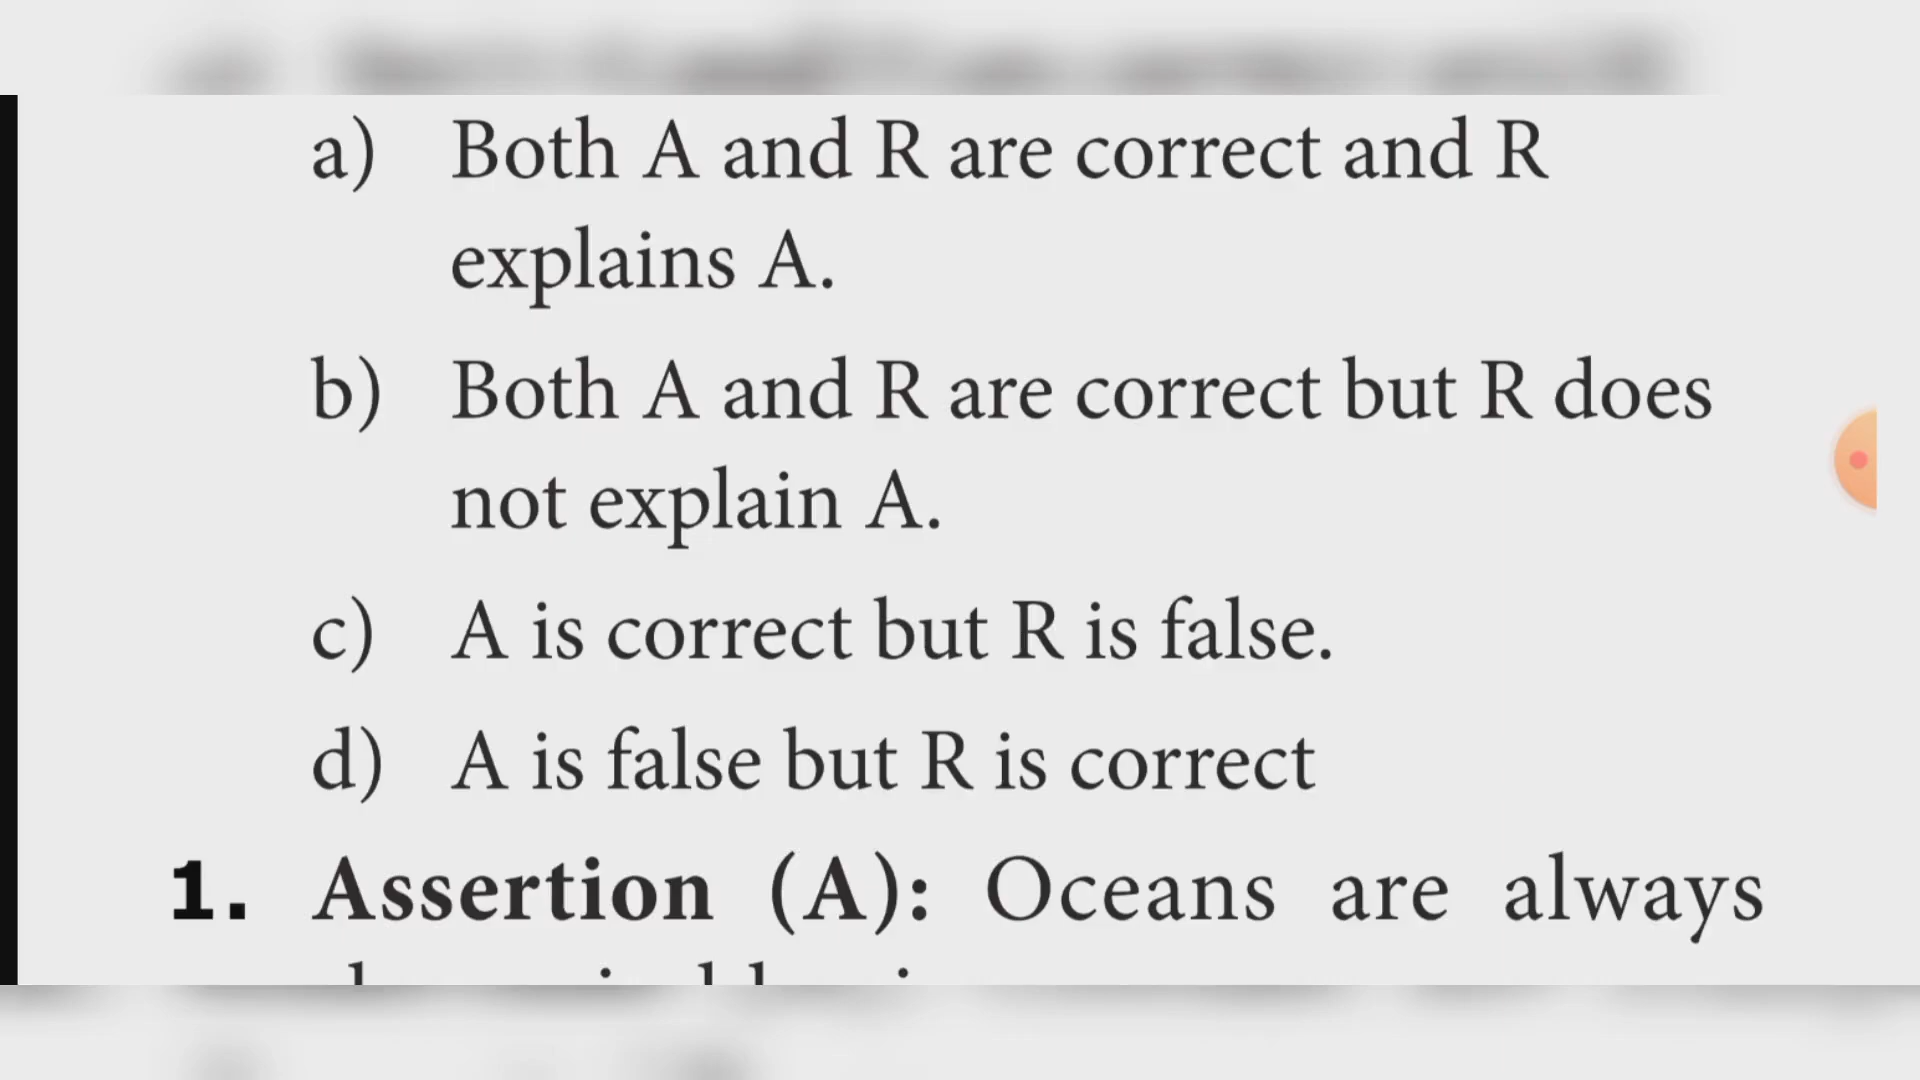 a) Both A and R are correct and R
explains A.
b) Both A and R are correct but R does
not explain A.
c) A is correct but R is false.
d) A is false but R is correct
1. Assertion (A): Oceans are always